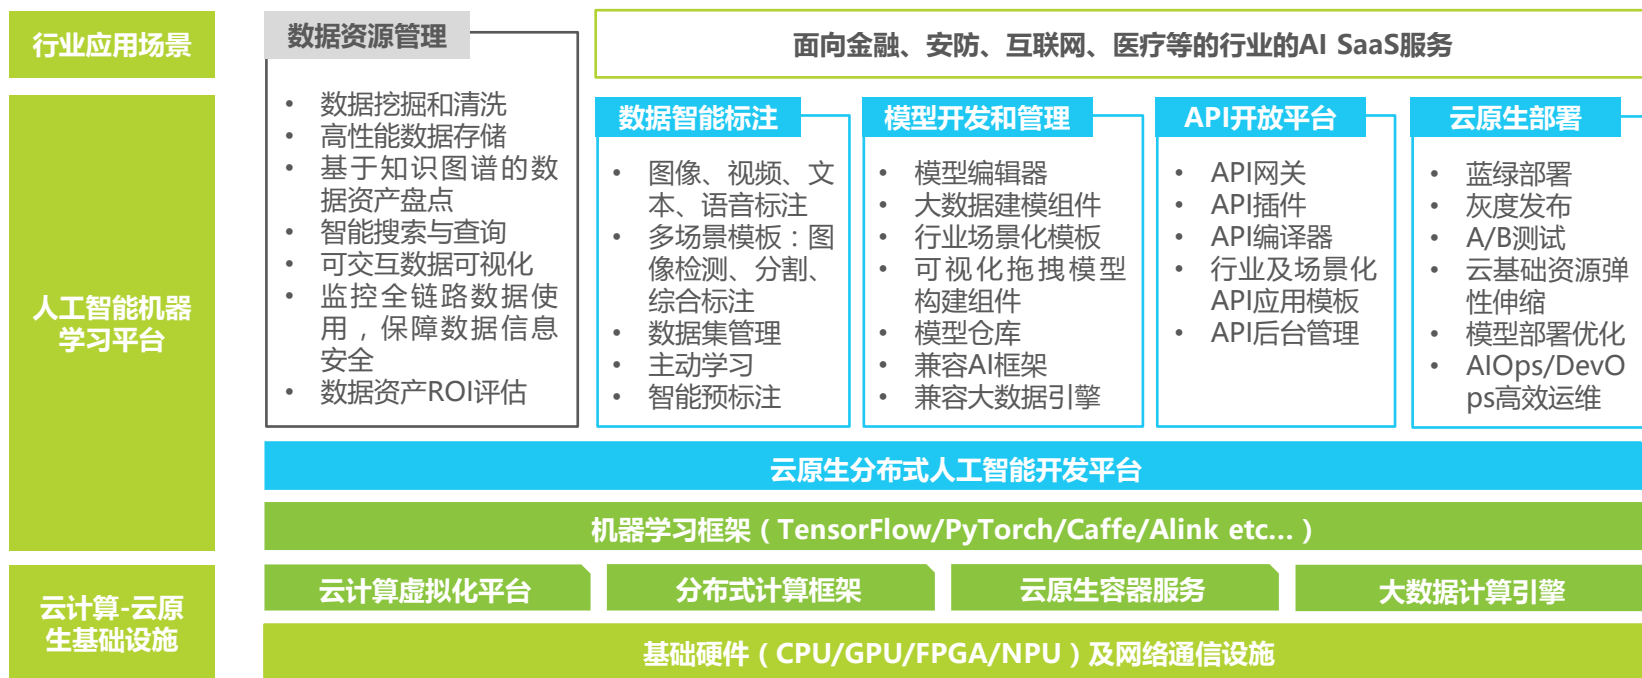 行业应用场景
数据资源管理
面向金融、安防、互联网、医疗等的行业的AI SaaS服务
人工智能机器
学习平台
• 数据挖掘和清洗
• 高性能数据存储
• 基于知识图谱的数
据资产盘点
• 智能搜索与查询
• 可交互数据可视化
• 监控全链路数据使
用，保障数据信息
安全
• 数据资产ROI评估
数据智能标注
• 图像、视频、文
本、语音标注
• 多场景模板：图
像检测、分割、
综合标注
• 数据集管理
• 主动学习
• 智能预标注
模型开发和管理
• 模型编辑器
• 大数据建模组件
• 行业场景化模板
• 可视化拖拽模型
构建组件
• 模型仓库
• 兼容AI框架
• 兼容大数据引擎
API开放平台
• API网关
• API插件
• API编译器
• 行业及场景化
API应用模板
• API后台管理
云原生部署
• 蓝绿部署
• 灰度发布
• A/B测试
• 云基础资源弹
性伸缩
• 模型部署优化
• AIOps/DevO
ps高效运维
云原生分布式人工智能开发平台
机器学习框架（TensorFlow/PyTorch/Caffe/Alink etc...）
云计算-云原
生基础设施
云计算虚拟化平台
分布式计算框架
云原生容器服务
大数据计算引擎
基础硬件（CPU/GPU/FPGA/NPU）及网络通信设施